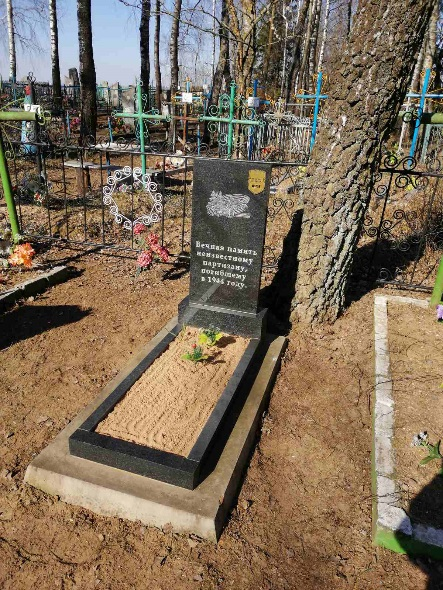 Вечная память
неизвестному
партизану,
погибшему
в 1944 году.